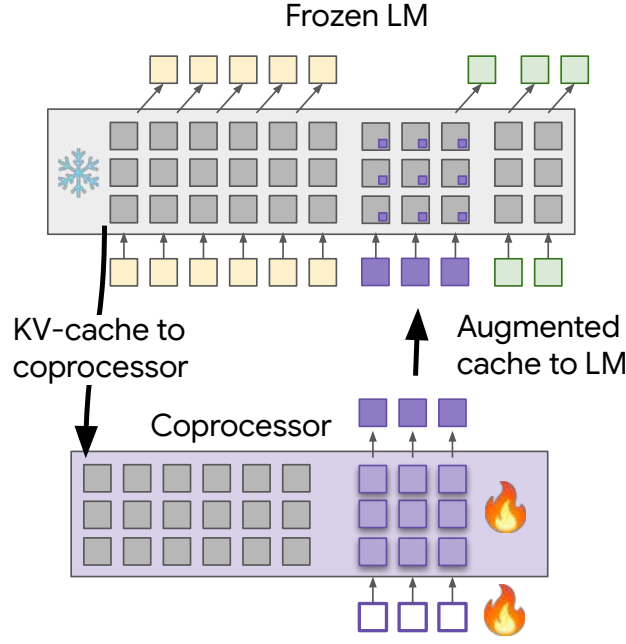 Frozen LM
KV-cache to
coprocessor
Augmented
cache to LM
Coprocessor